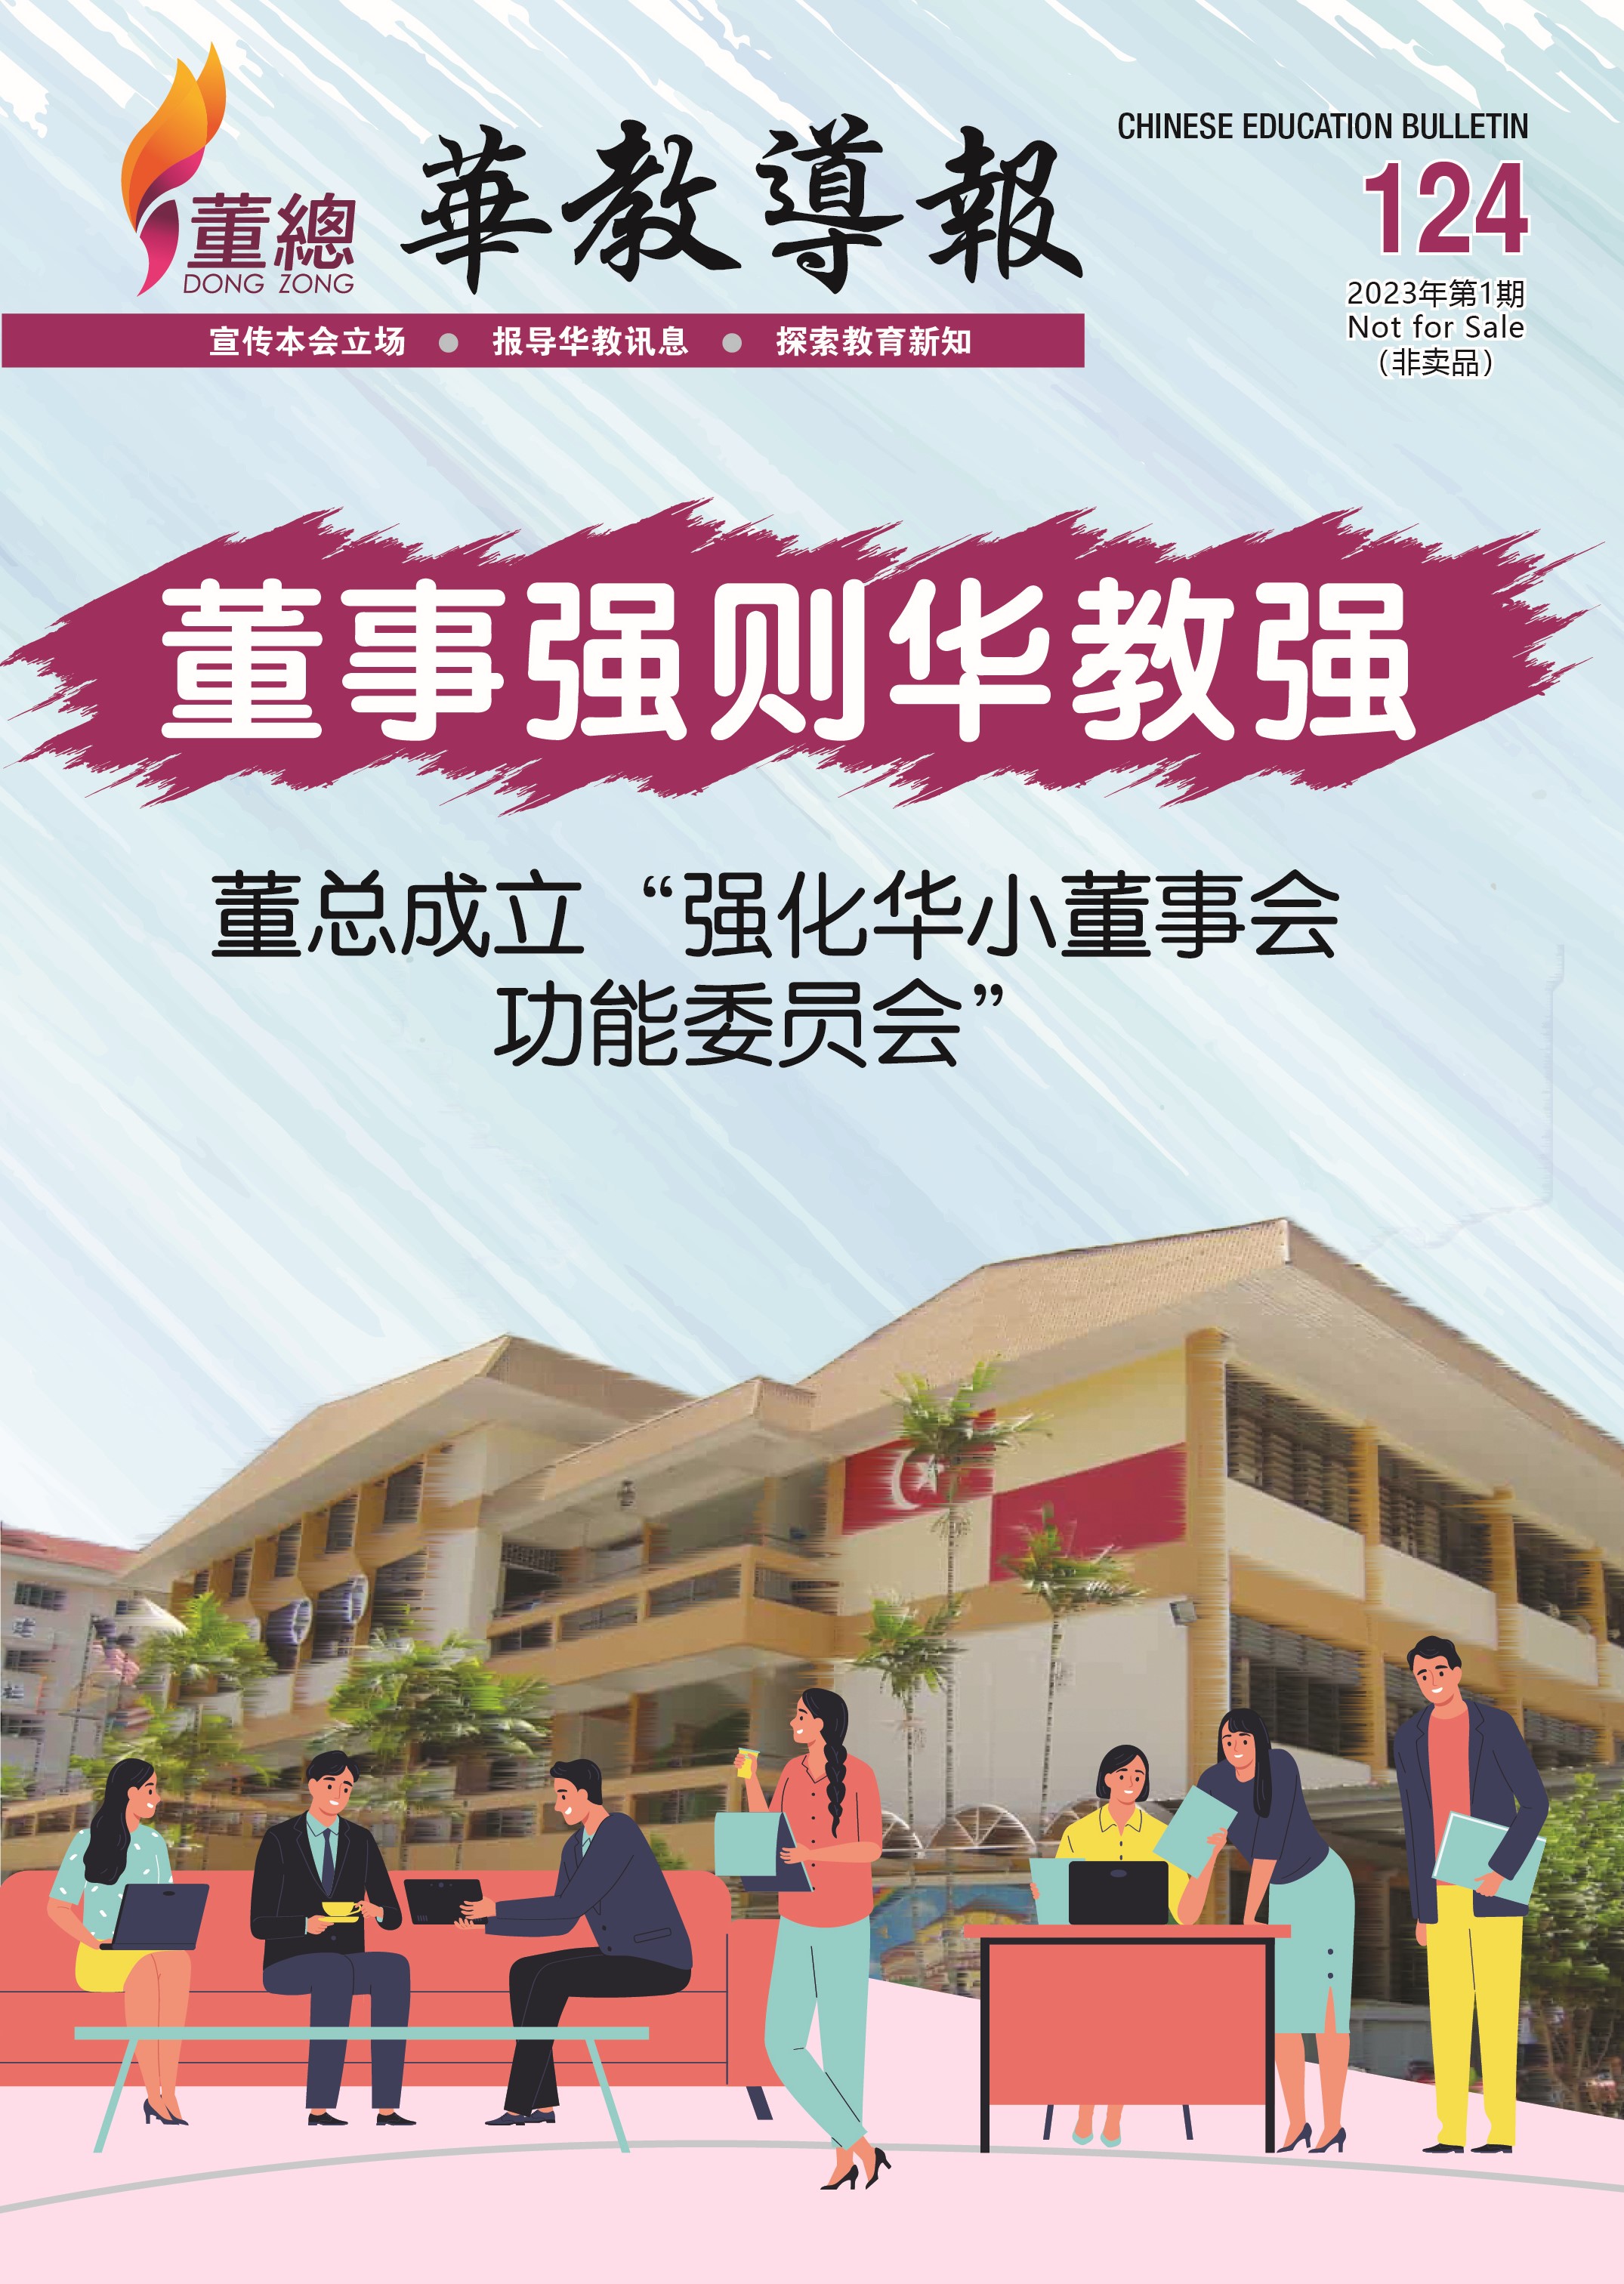 董總
DONG ZONG
華教導報
CHINESE EDUCATION BULLETIN
124
2023年第1期
Not for Sale
（非卖品）
宣传本会立场 ● 报导华教讯息 ● 探索教育新知
董事强则华教强
董总成立“强化华小董事会
功能委员会”